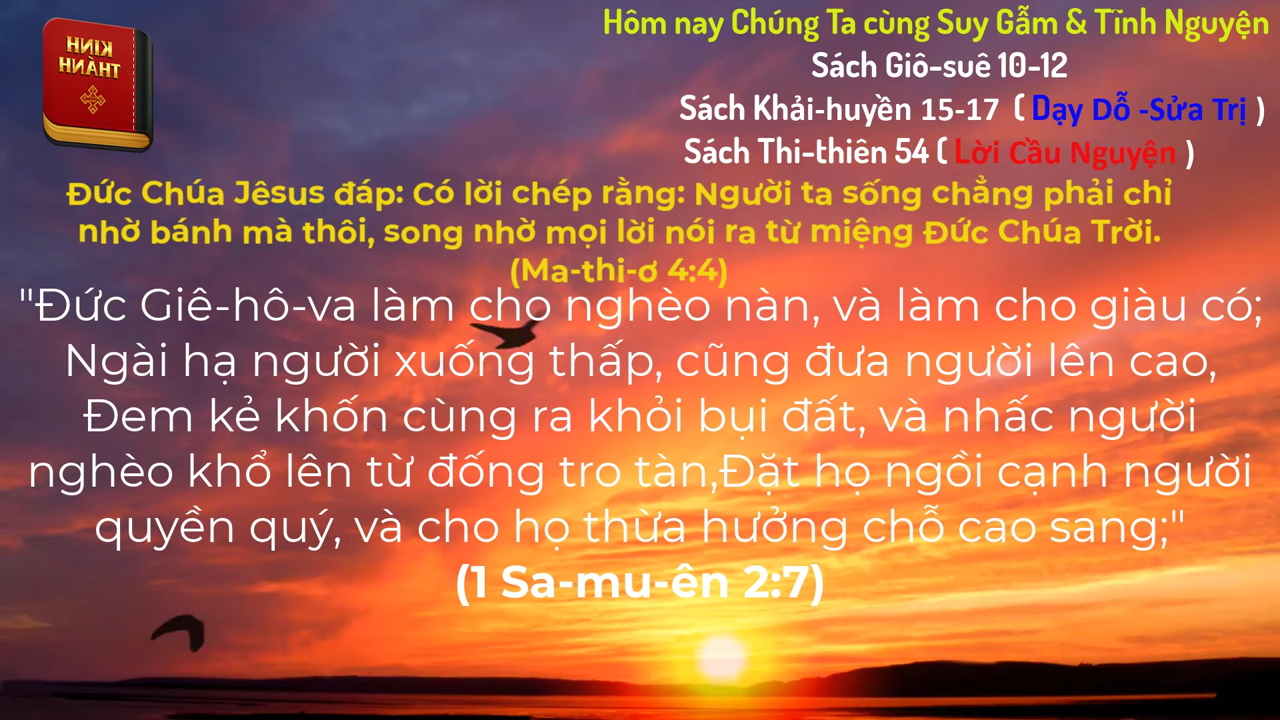 KINH
THÀNH
Hôm nay Chúng Ta cùng Suy Gẫm & Tĩnh Nguyện
Sách Giô-suê 10-12
Sách Khải-huyền 15-17 ( Dạy Dỗ -Sửa Trị )
Sách Thi-thiên 54 ( Lời Cầu Nguyện )
Đức Chúa Jêsus đáp: Có lời chép rằng: Người ta sống chẳng phải chỉ
nhờ bánh mà thôi, song nhờ mọi lời nói ra từ miệng Đức Chúa Trời.
(Ma-thi-ơ 4:4)
"Đức Giê-hô-va làm cho nghèo nàn, và làm cho giàu có;
Ngài hạ người xuống thấp, cũng đưa người lên cao,
Đem kẻ khốn cùng ra khỏi bụi đất, và nhấc người
nghèo khổ lên từ đống tro tàn,Đặt họ ngồi cạnh người
quyền quý, và cho họ thừa hưởng chỗ cao sang;"
(1 Sa-mu-ên 2:7)